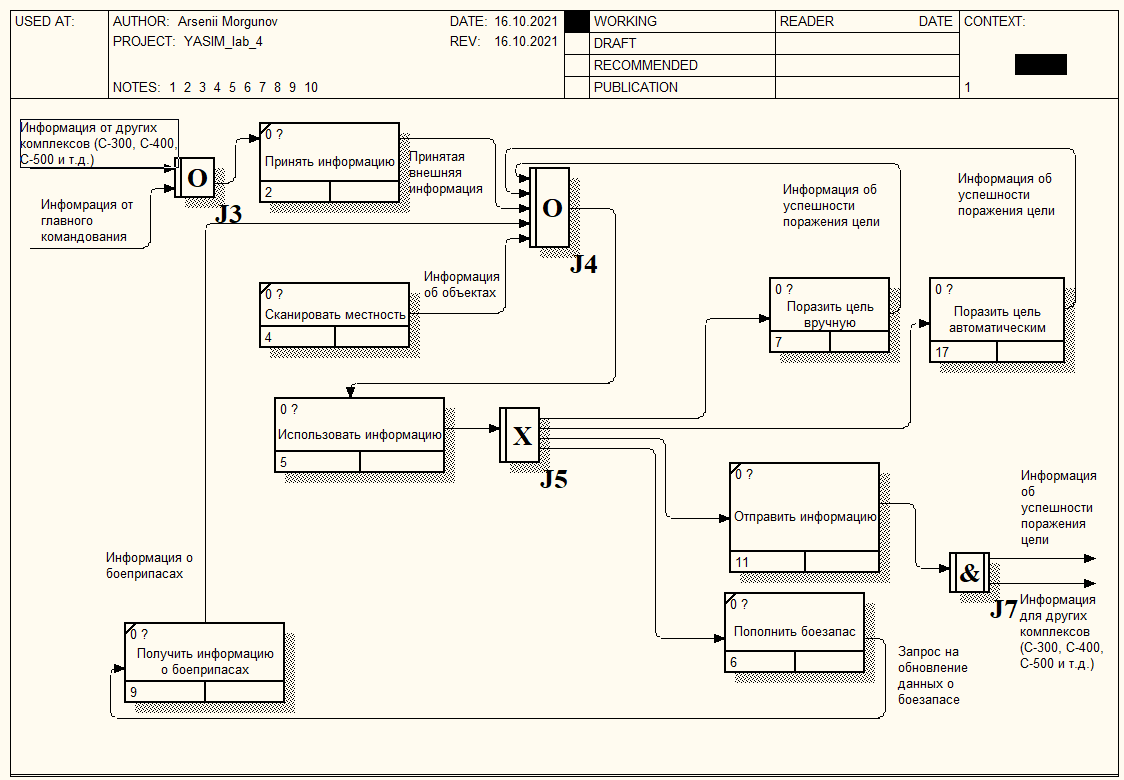 USED AT:
AUTHOR: Arsenii Morgunov
DATE: 16.10.2021
PROJECT: YASIM_lab_4
REV: 16.10.2021
NOTES: 1 2 3 4 5 6 7 8 9 10
WORKING
DRAFT
RECOMMENDED
PUBLICATION
READER DATE
CONTEXT:
1
Информация от других
комплексов (С-300, С-400,
С-500 и т.д.)
Инфомрация от
главного
командования
O
J3
0 ?
Принять информацию
2
Принятая
внешняя
информация
O
J4
0 ?
Сканировать местность
4
Информация
об объектах
Информация об
успешности
поражения цели
Информация об
успешности
поражения цели
0 ?
Поразить цель
вручную
7
0 ?
Поразить цель
автоматическим
17
0 ?
Использовать информацию
5
X
J5
0 ?
Отправить информацию
11
&
J7
Информация
об
успешности
поражения
цели
Информация
для других
комплексов
(С-300, С-400,
С-500 и т.д.)
0 ?
Пополнить боезапас
6
Запрос на
обновление
данных о
боезапасе
Информация о
боеприпасах
0 ?
Получить информацию
о боеприпасах
9